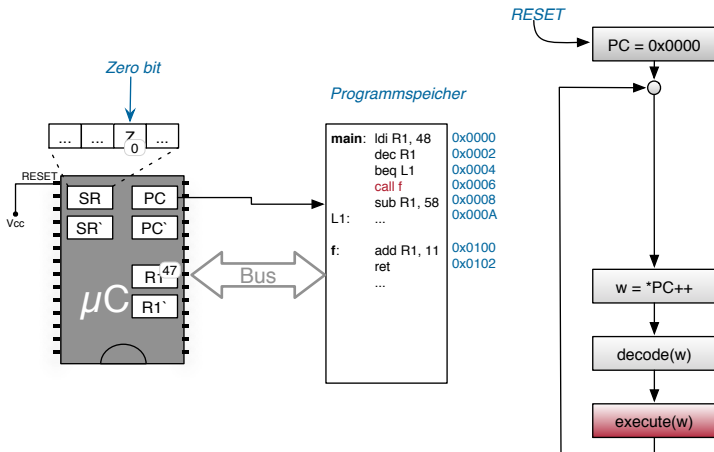 RESET
PC = 0x0000
Zero bit
Programmspeicher
... ... Z ...
0
main: ldi R1, 48 0x0000
dec R1 0x0002
beq L1 0x0004
call f 0x0006
sub R1, 58 0x0008
L1: ... 0x000A
f: add R1, 11 0x0100
ret 0x0102
...
RESET
Vcc
SR PC
SR` PC`
R1 47
R1`
µC
Bus
w = *PC++
decode(w)
execute(w)